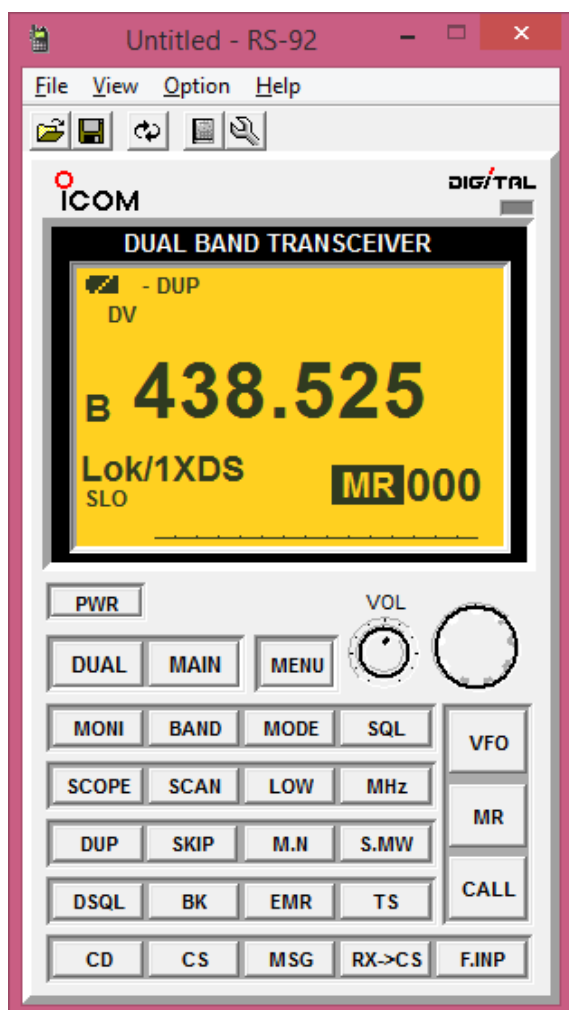 Untitled - RS-92
File View Option Help
ICOM DIGITAL
DUAL BAND TRANSCEIVER
- DUP
DV
B 438.525
Lok/1XDS MR 000
SLO
PWR VOL
DUAL MAIN MENU
MONI BAND MODE SQL VFO
SCOPE SCAN LOW MHz
MR
DUP SKIP M.N S.MW
DSQL BK EMR TS CALL
CD CS MSG RX->CS F.INP